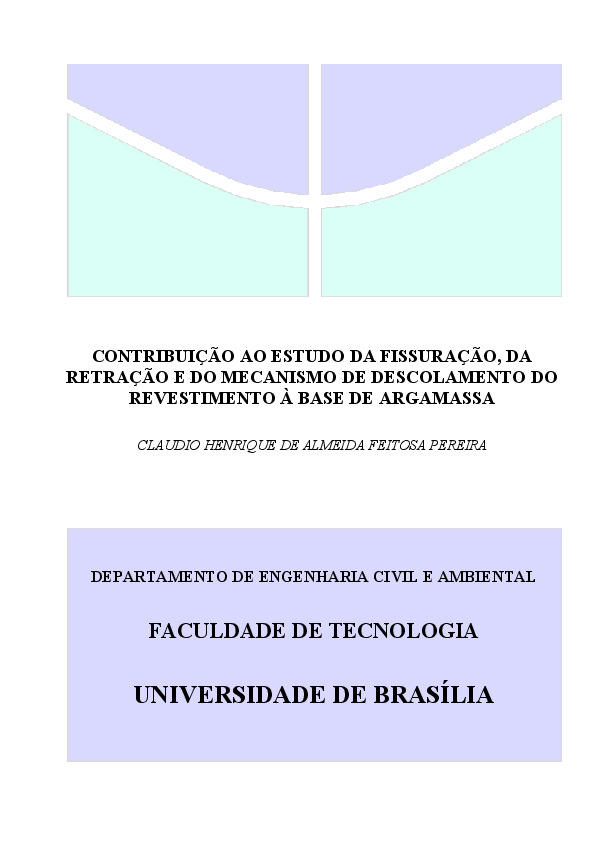 CONTRIBUIÇÃO AO ESTUDO DA FISSURAÇÃO, DA
RETRAÇÃO E DO MECANISMO DE DESCOLAMENTO DO
REVESTIMENTO À BASE DE ARGAMASSA
CLAUDIO HENRIQUE DE ALMEIDA FEITOSA PEREIRA
DEPARTAMENTO DE ENGENHARIA CIVIL E AMBIENTAL
FACULDADE DE TECNOLOGIA
UNIVERSIDADE DE BRASÍLIA